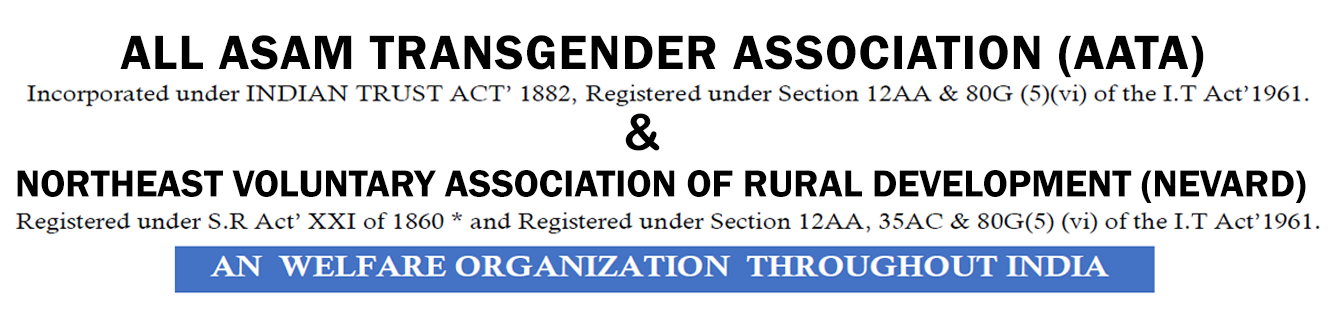 ALL ASAM TRANSGENDER ASSOCIATION (AATA)
Incorporated under INDIAN TRUST ACT’ 1882, Registered under Section 12AA & 80G (5)(vi) of the I.T Act’1961.
&
NORTHEAST VOLUNTARY ASSOCIATION OF RURAL DEVELOPMENT (NEVARD)
Registered under S.R Act’ XXI of 1860 * and Registered under Section 12AA, 35AC & 80G(5) (vi) of the I.T Act’1961.
AN WELFARE ORGANIZATION THROUGHOUT INDIA